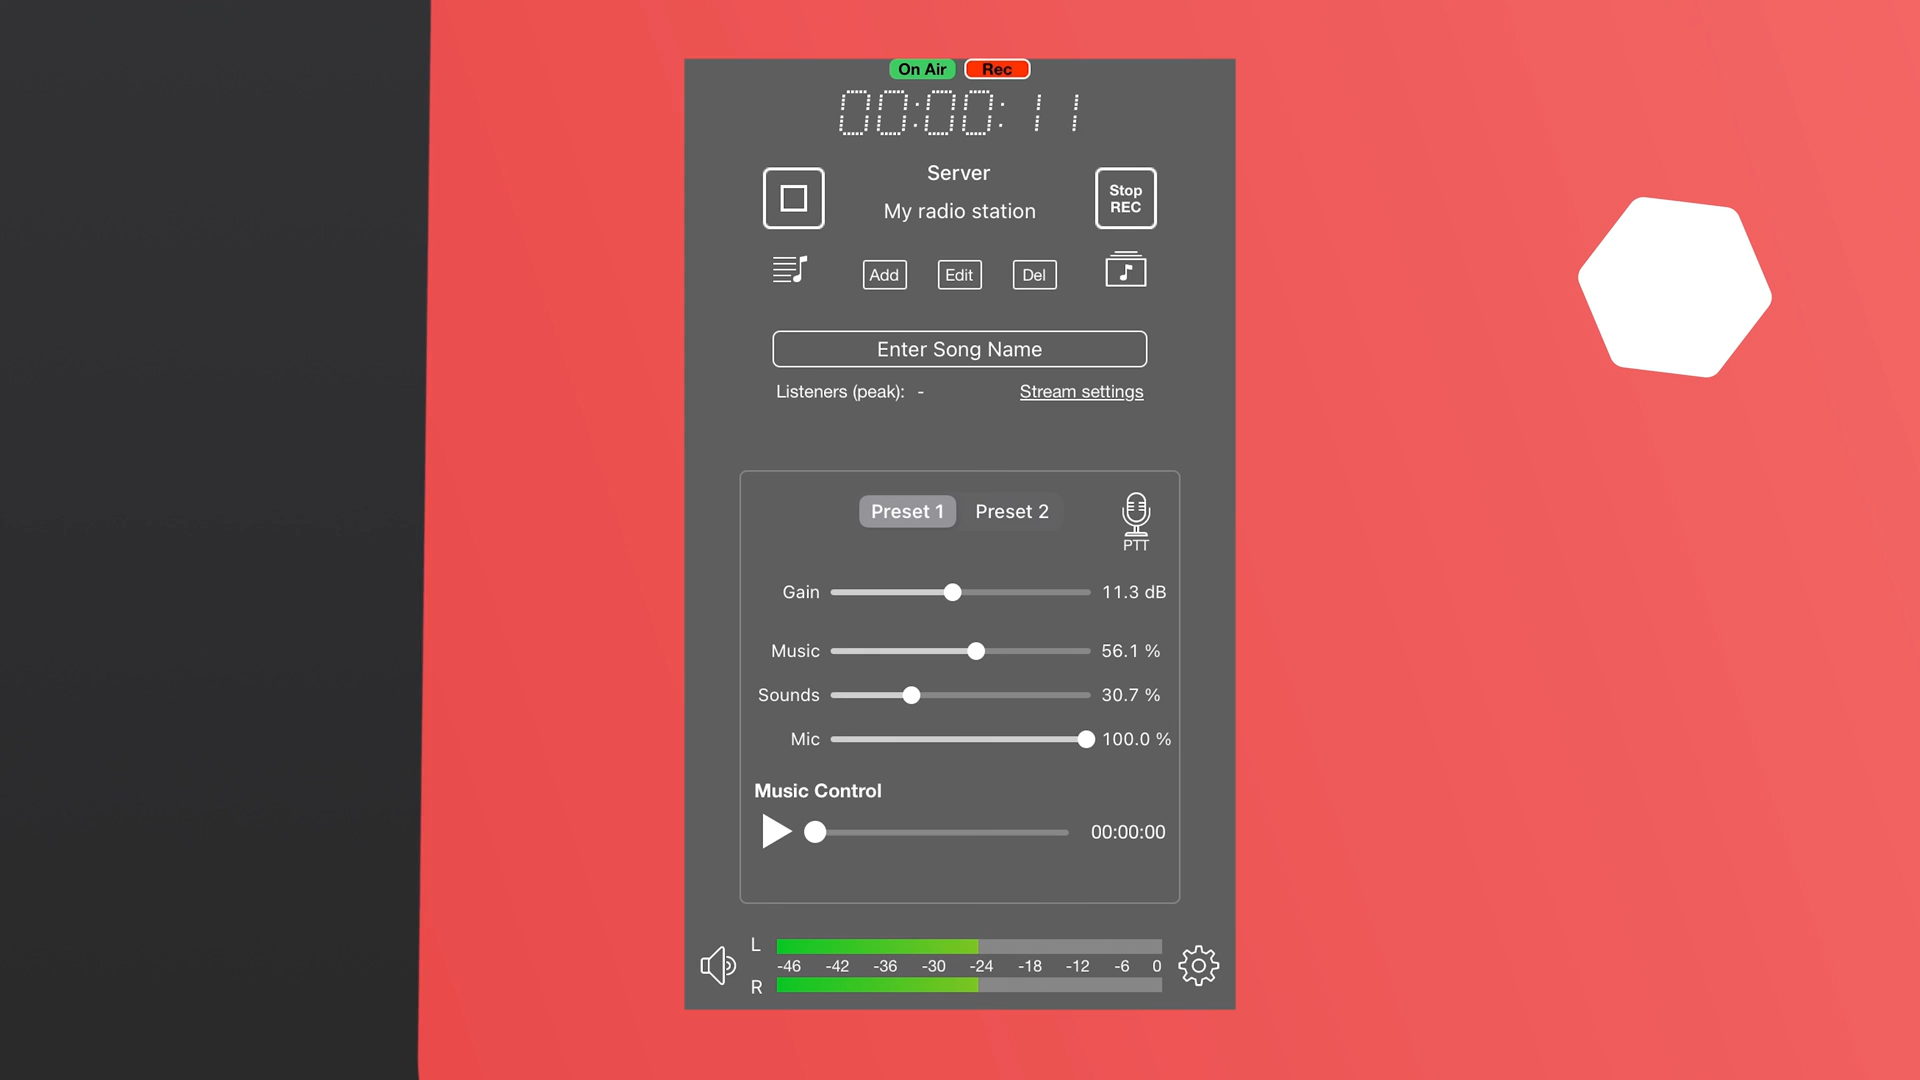 On Air Rec
00:00:11
Server
My radio station
Stop
REC
Add Edit Del
Enter Song Name
Listeners (peak): - Stream settings
Preset 1 Preset 2
PTT
Gain 11.3 dB
Music 56.1 %
Sounds 30.7 %
Mic 100.0 %
Music Control
00:00:00
L
-46 -42 -36 -30 -24 -18 -12 -6 0
R